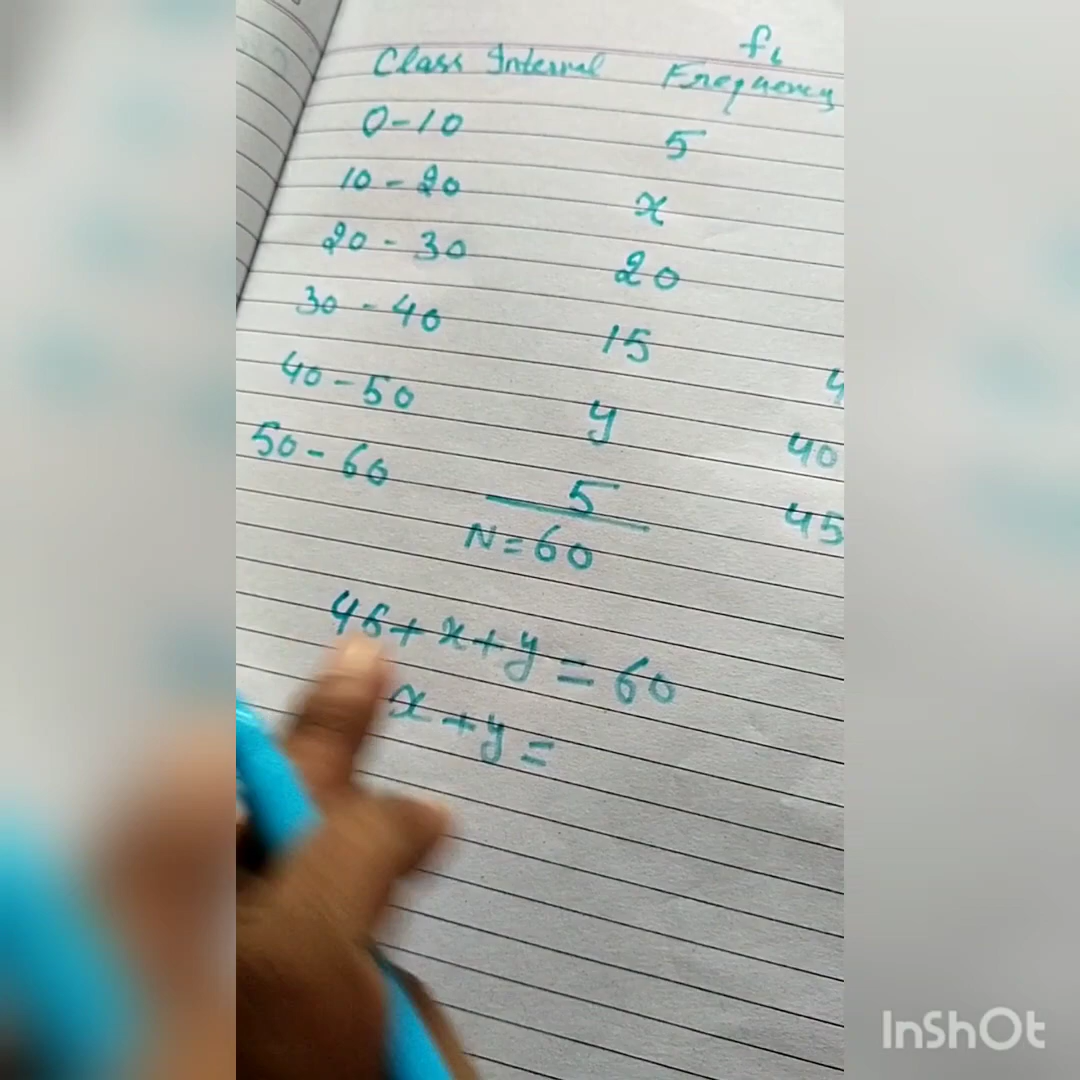 fi
Class Interval Frequency
0-10 5
10-20 x
20-30 20
30-40 15
40-50 y 40
50-60 5 45
N=60
45+x+y=60
x+y=
InShOt